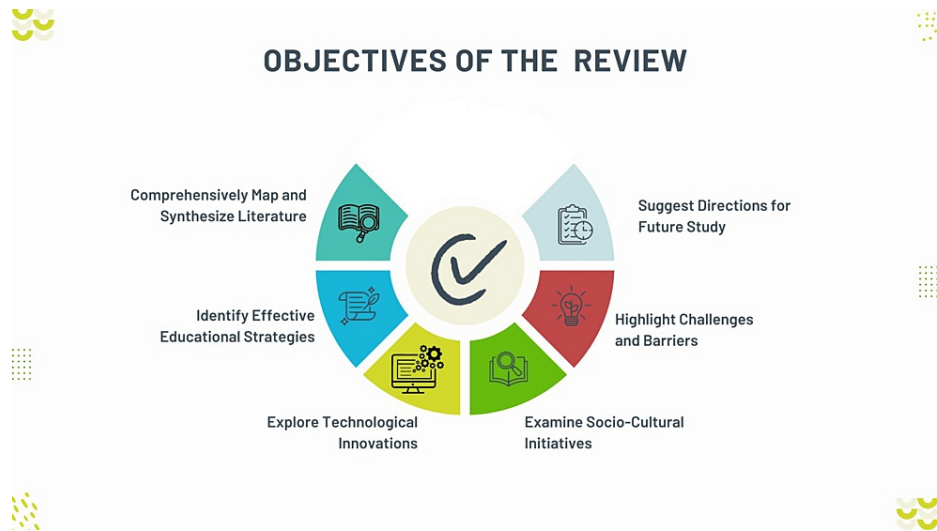 OBJECTIVES OF THE REVIEW
Comprehensively Map and
Synthesize Literature
Identify Effective
Educational Strategies
Explore Technological
Innovations
Examine Socio-Cultural
Initiatives
Highlight Challenges
and Barriers
Suggest Directions for
Future Study